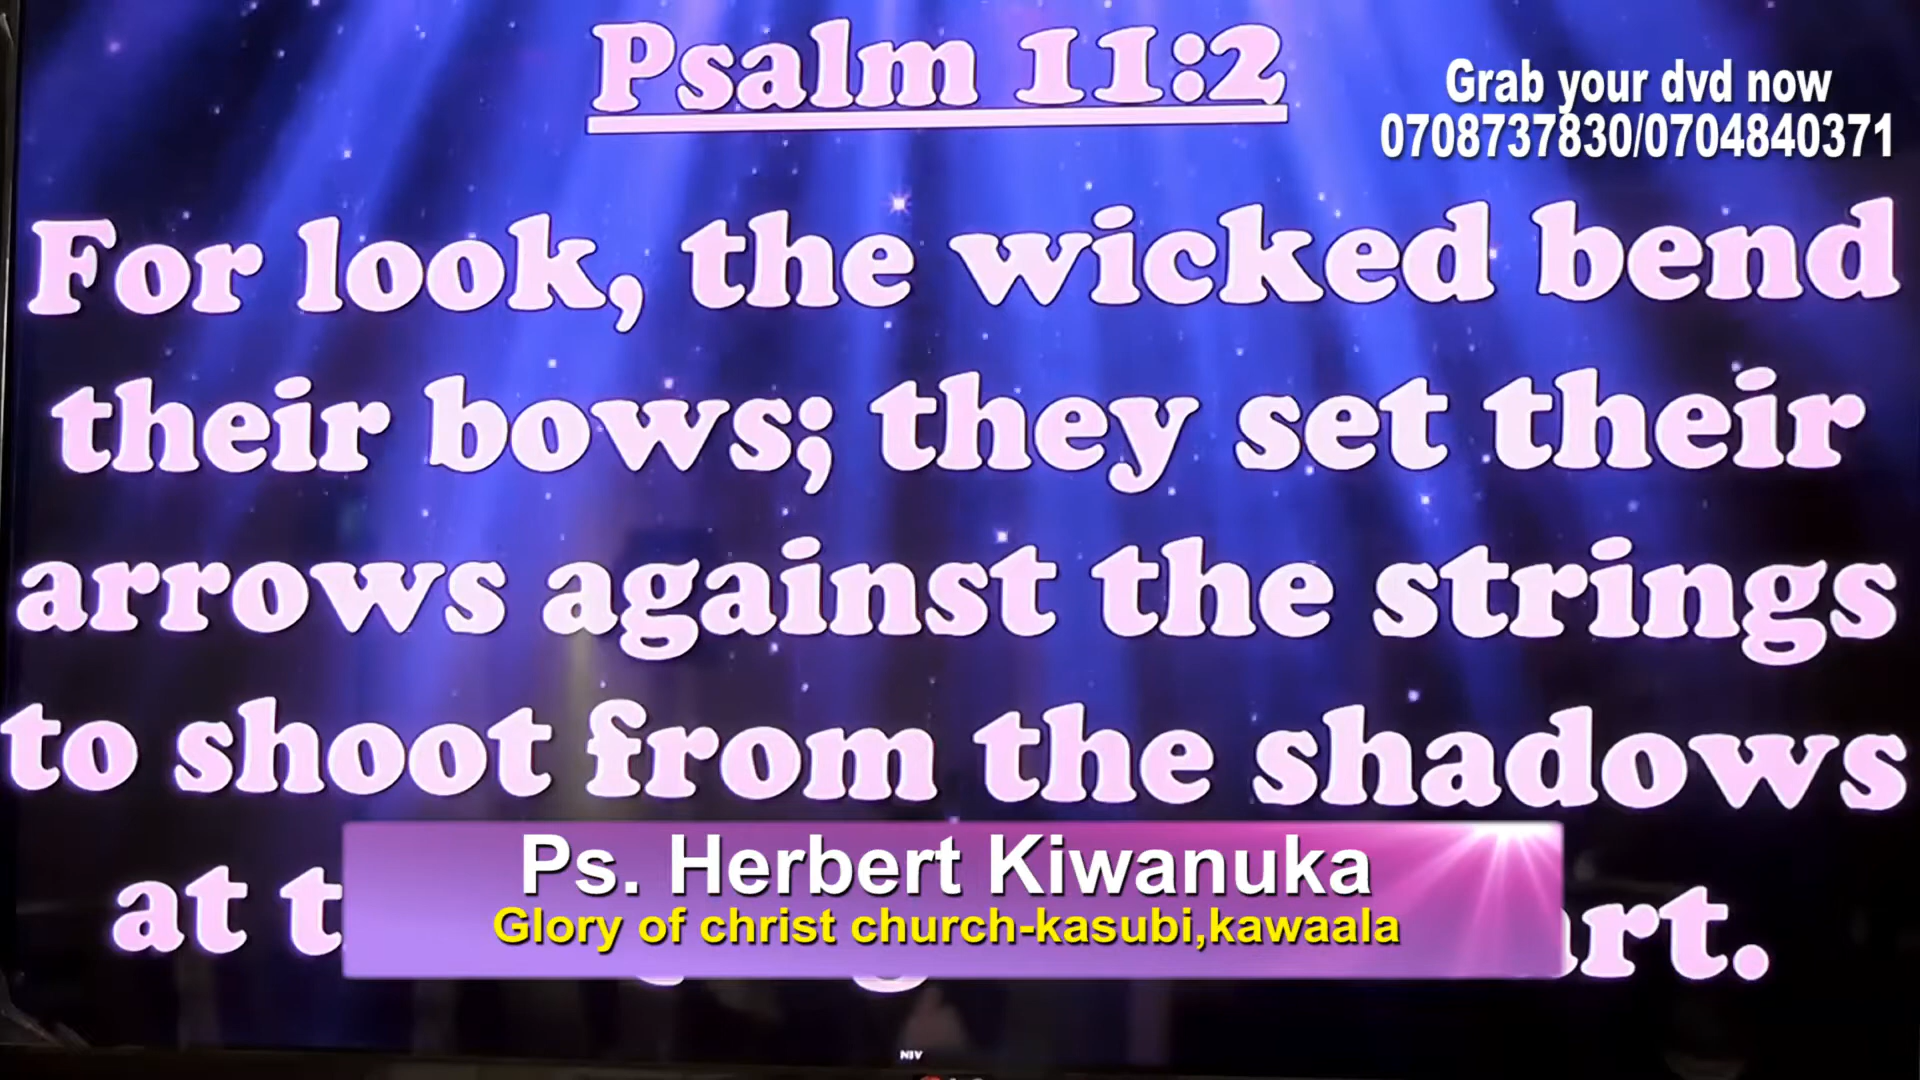 Psalm 11:2
Grab your dvd now
0708737830/0704840371
For look, the wicked bend
their bows; they set their
arrows against the strings
to shoot from the shadows
at
Ps. Herbert Kiwanuka
Glory of christ church-kasubi,kawaala
NIV